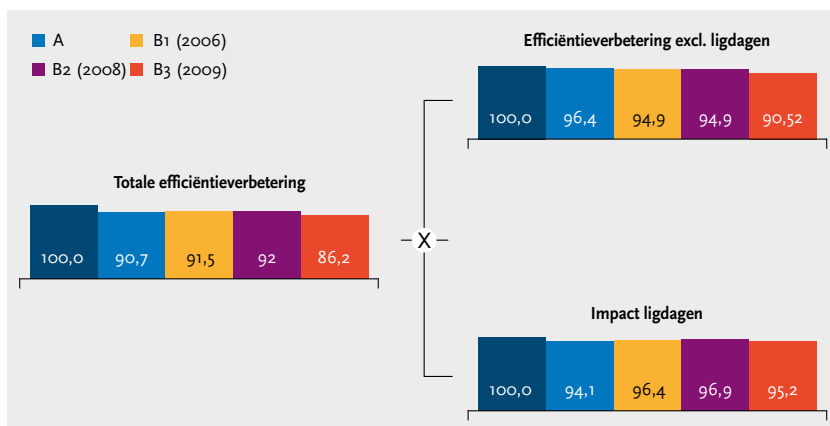 A B1 (2006)
B2 (2008) B3 (2009)
Efficiëntieverbetering excl. ligdagen
100,0 96,4 94,9 94,9 90,52
Totale efficiëntieverbetering
100,0 90,7 91,5 92 86,2
X
Impact ligdagen
100,0 94,1 96,4 96,9 95,2